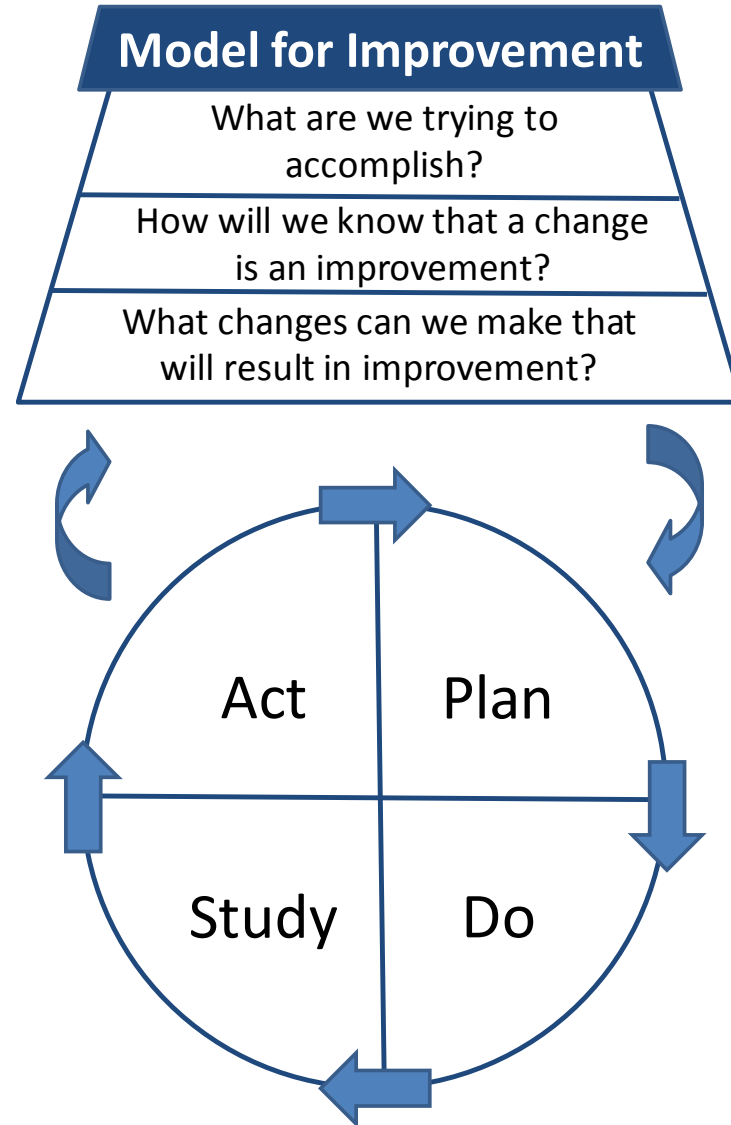 Model for Improvement
What are we trying to
accomplish?
How will we know that a change
is an improvement?
What changes can we make that
will result in improvement?
Act
Plan
Study
Do